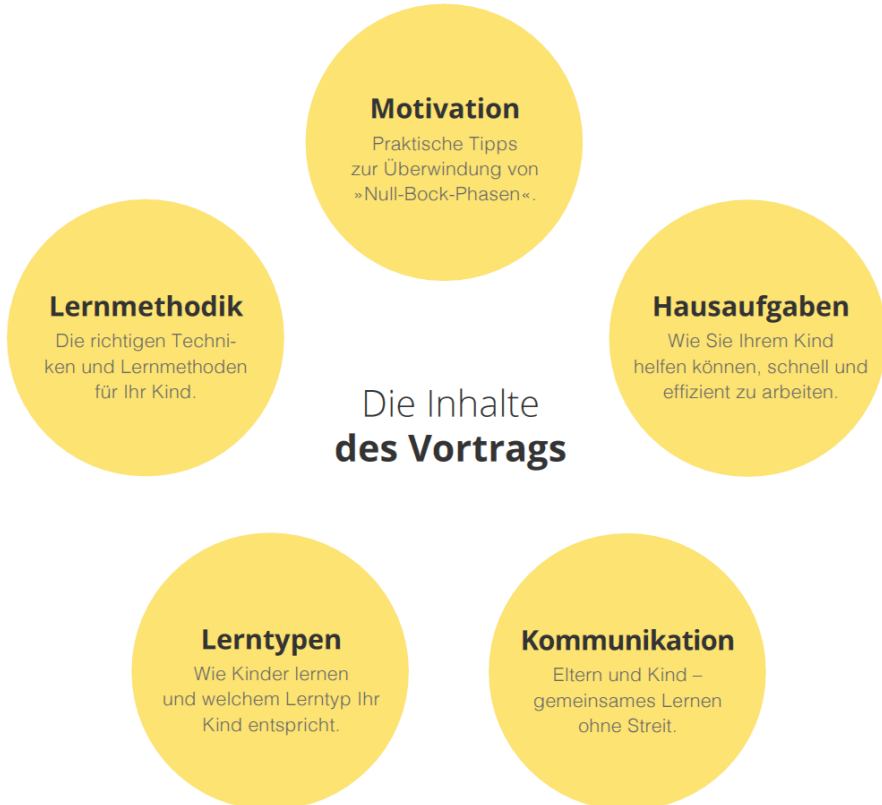 Motivation
Praktische Tipps
zur Überwindung von
»Null-Bock-Phasen«.
Lernmethodik
Die richtigen Techni-
ken und Lernmethoden
für Ihr Kind.
Hausaufgaben
Wie Sie Ihrem Kind
helfen können, schnell und
effizient zu arbeiten.
Die Inhalte
des Vortrags
Lerntypen
Wie Kinder lernen
und welchem Lerntyp Ihr
Kind entspricht.
Kommunikation
Eltern und Kind –
gemeinsames Lernen
ohne Streit.